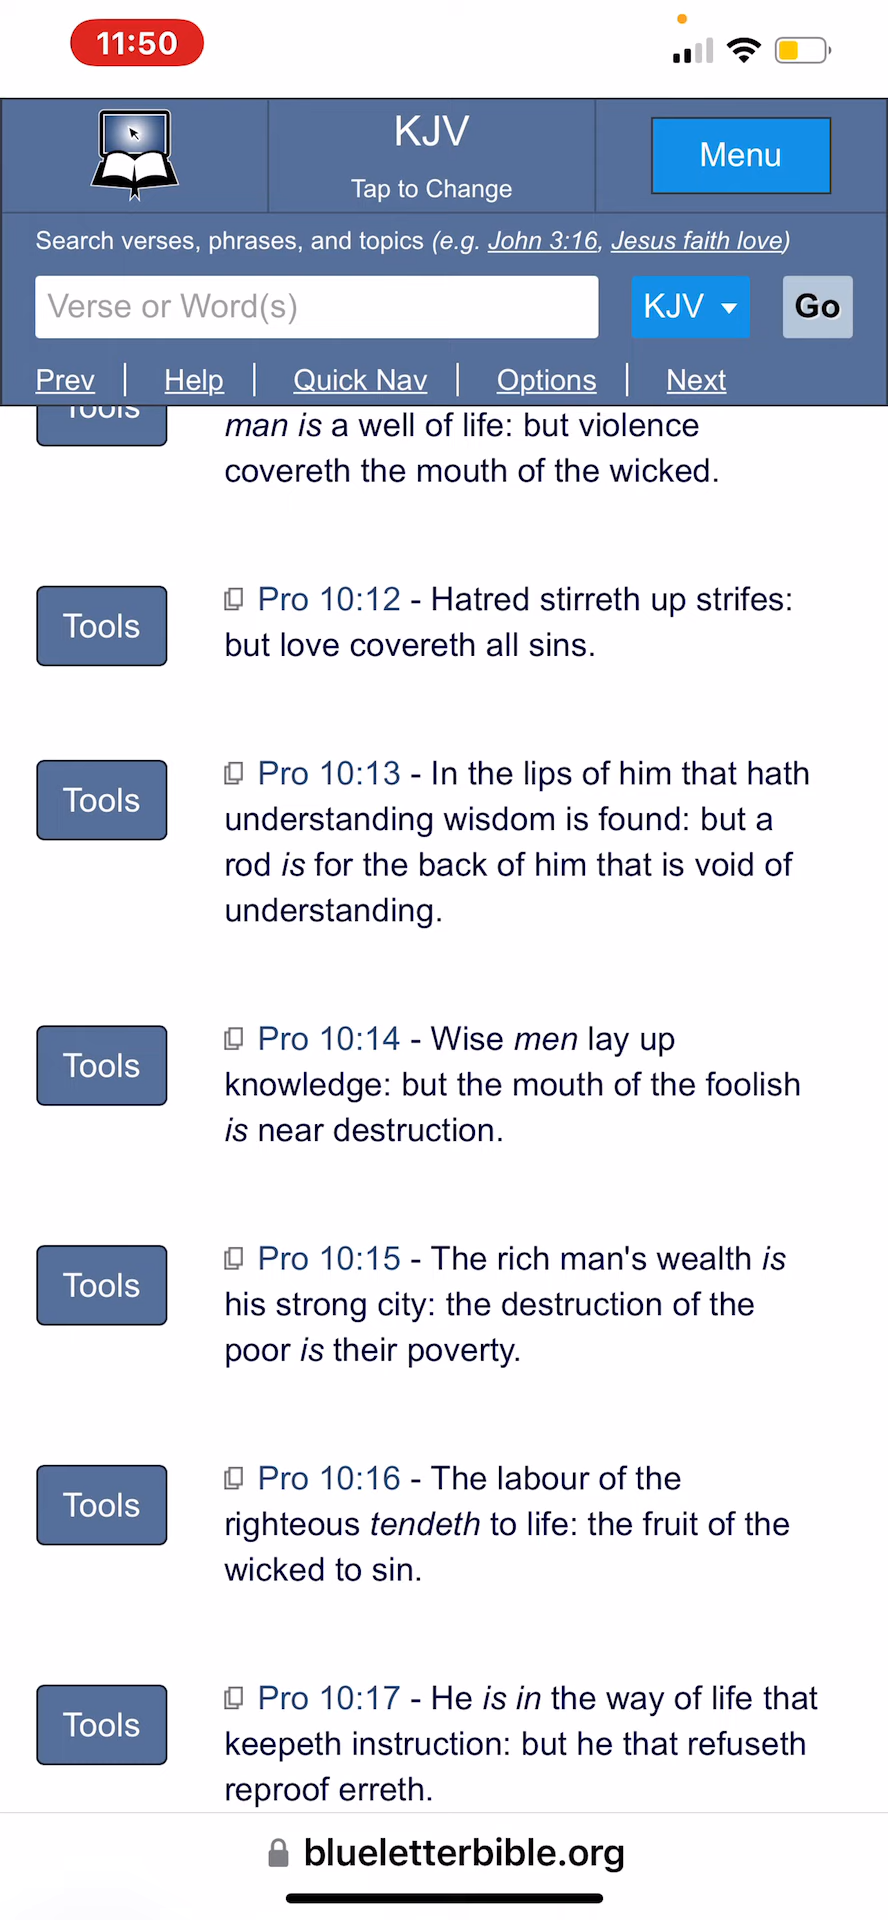 11:50
KJV
Tap to Change
Menu
Search verses, phrases, and topics (e.g. John 3:16, Jesus faith love)
Verse or Word(s)
KJV
Go
Prev | Help | Quick Nav | Options | Next
Tools
man is a well of life: but violence
covereth the mouth of the wicked.
Tools
Pro 10:12 - Hatred stirreth up strifes:
but love covereth all sins.
Tools
Pro 10:13 - In the lips of him that hath
understanding wisdom is found: but a
rod is for the back of him that is void of
understanding.
Tools
Pro 10:14 - Wise men lay up
knowledge: but the mouth of the foolish
is near destruction.
Tools
Pro 10:15 - The rich man's wealth is
his strong city: the destruction of the
poor is their poverty.
Tools
Pro 10:16 - The labour of the
righteous tendeth to life: the fruit of the
wicked to sin.
Tools
Pro 10:17 - He is in the way of life that
keepeth instruction: but he that refuseth
reproof erreth.
blueletterbible.org